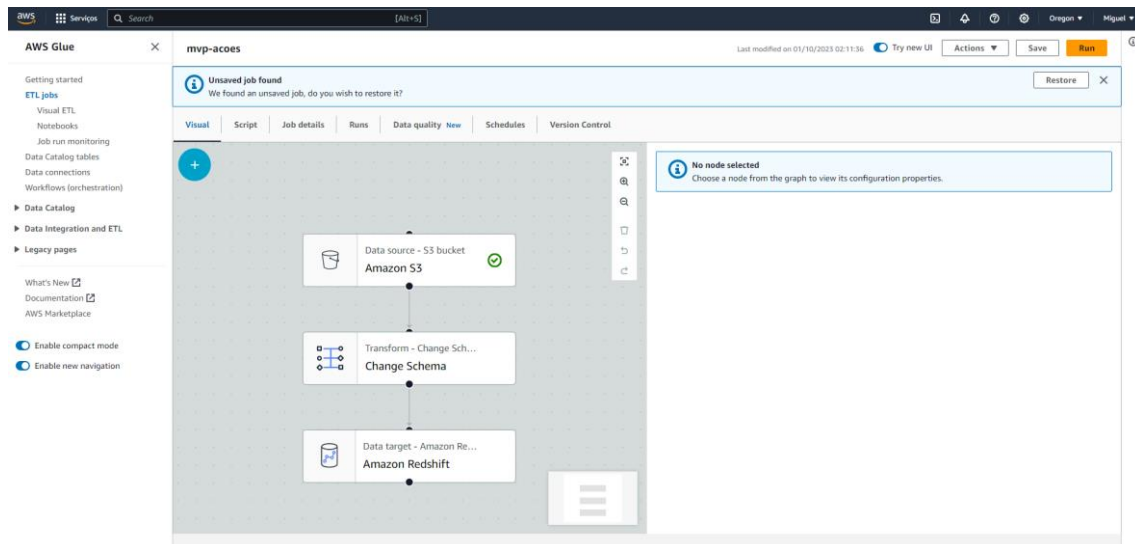 aws
Serviços
Search
[Alt+S]
Oregon
Miguel
AWS Glue
Getting started
ETL jobs
Visual ETL
Notebooks
Job run monitoring
Data Catalog tables
Data connections
Workflows (orchestration)
Data Catalog
Data Integration and ETL
Legacy pages
What's New
Documentation
AWS Marketplace
Enable compact mode
Enable new navigation
mvp-acoes
Last modified on 01/10/2023 02:11:36
Try new UI
Actions
Save
Run
Unsaved job found
We found an unsaved job, do you wish to restore it?
Restore
Visual
Script
Job details
Runs
Data quality New
Schedules
Version Control
Data source - S3 bucket
Amazon S3
Transform - Change Sch...
Change Schema
Data target - Amazon Re...
Amazon Redshift
No node selected
Choose a node from the graph to view its configuration properties.